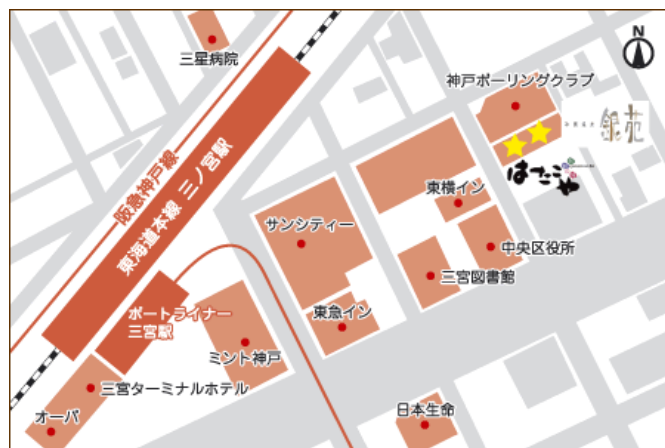 三星病院
N
神戸ボーリングクラブ
銀苑
阪急神戸線
東海道本線 三ノ宮駅
はたごや
東横イン
サンシティー
中央区役所
三宮図書館
ポートライナー
三宮駅
東急イン
ミント神戸
三宮ターミナルホテル
オーパ
日本生命